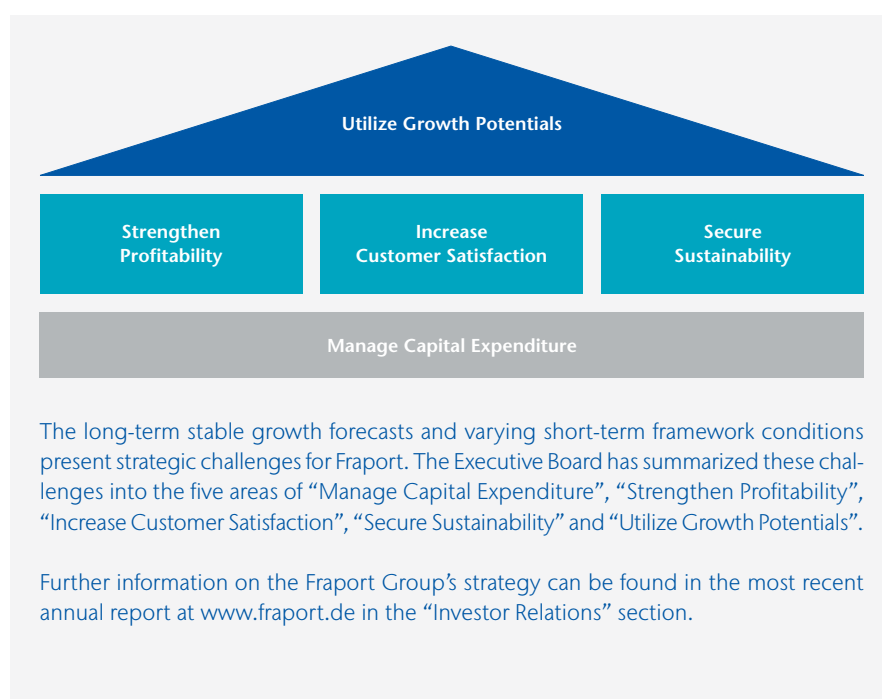 Utilize Growth Potentials
Strengthen
Profitability
Increase
Customer Satisfaction
Secure
Sustainability
Manage Capital Expenditure
The long-term stable growth forecasts and varying short-term framework conditions
present strategic challenges for Fraport. The Executive Board has summarized these chal-
lenges into the five areas of “Manage Capital Expenditure”, “Strengthen Profitability”,
“Increase Customer Satisfaction”, “Secure Sustainability” and “Utilize Growth Potentials”.
Further information on the Fraport Group’s strategy can be found in the most recent
annual report at www.fraport.de in the “Investor Relations” section.